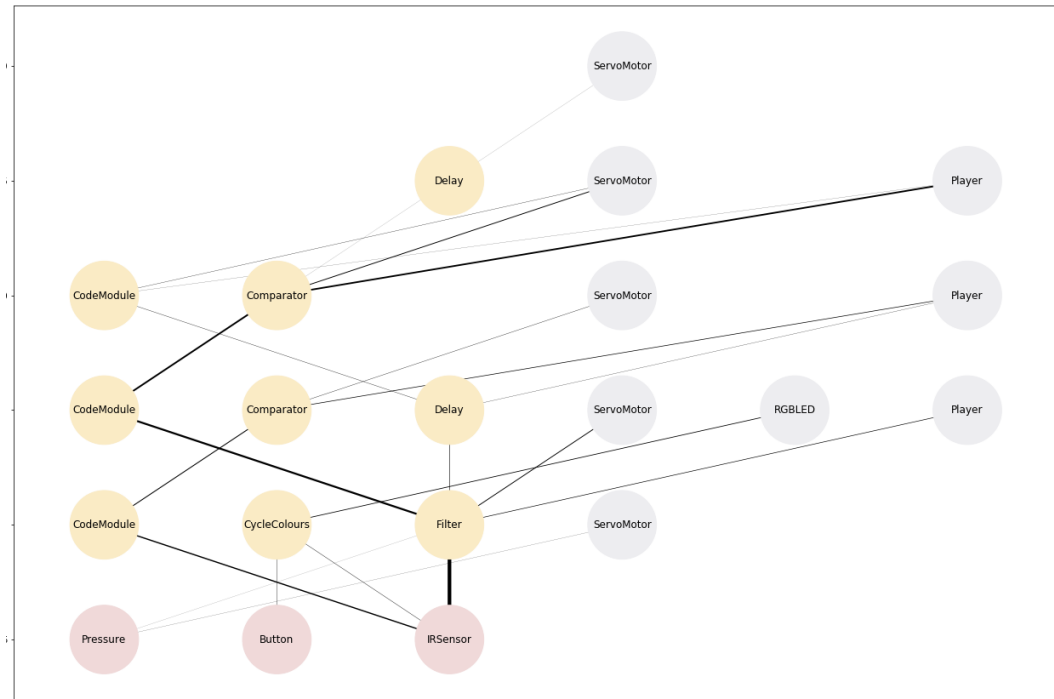 ServoMotor
Delay
ServoMotor
Player
CodeModule
Comparator
ServoMotor
Player
CodeModule
Comparator
Delay
ServoMotor
RGBLED
Player
CodeModule
CycleColours
Filter
ServoMotor
Pressure
Button
IRSensor